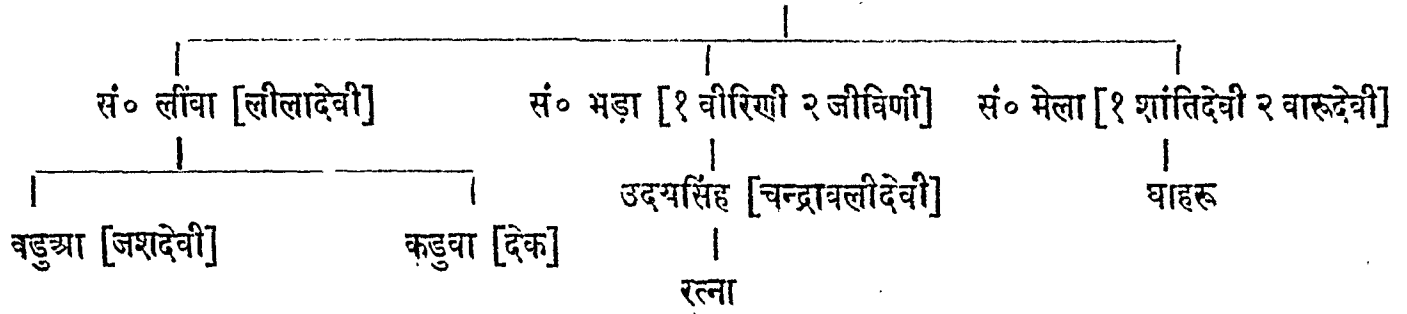 सं० लींवा [लीलादेवी] सं० भड़ा [१ वीरिणी २ जीविणी] सं० मेला [१ शांतिदेवी २ वारूदेवी]
उदयसिंह [चन्द्रावलीदेवी] घाहरू
वडुआ [जशदेवी] कडुवा [देक]
रत्ना